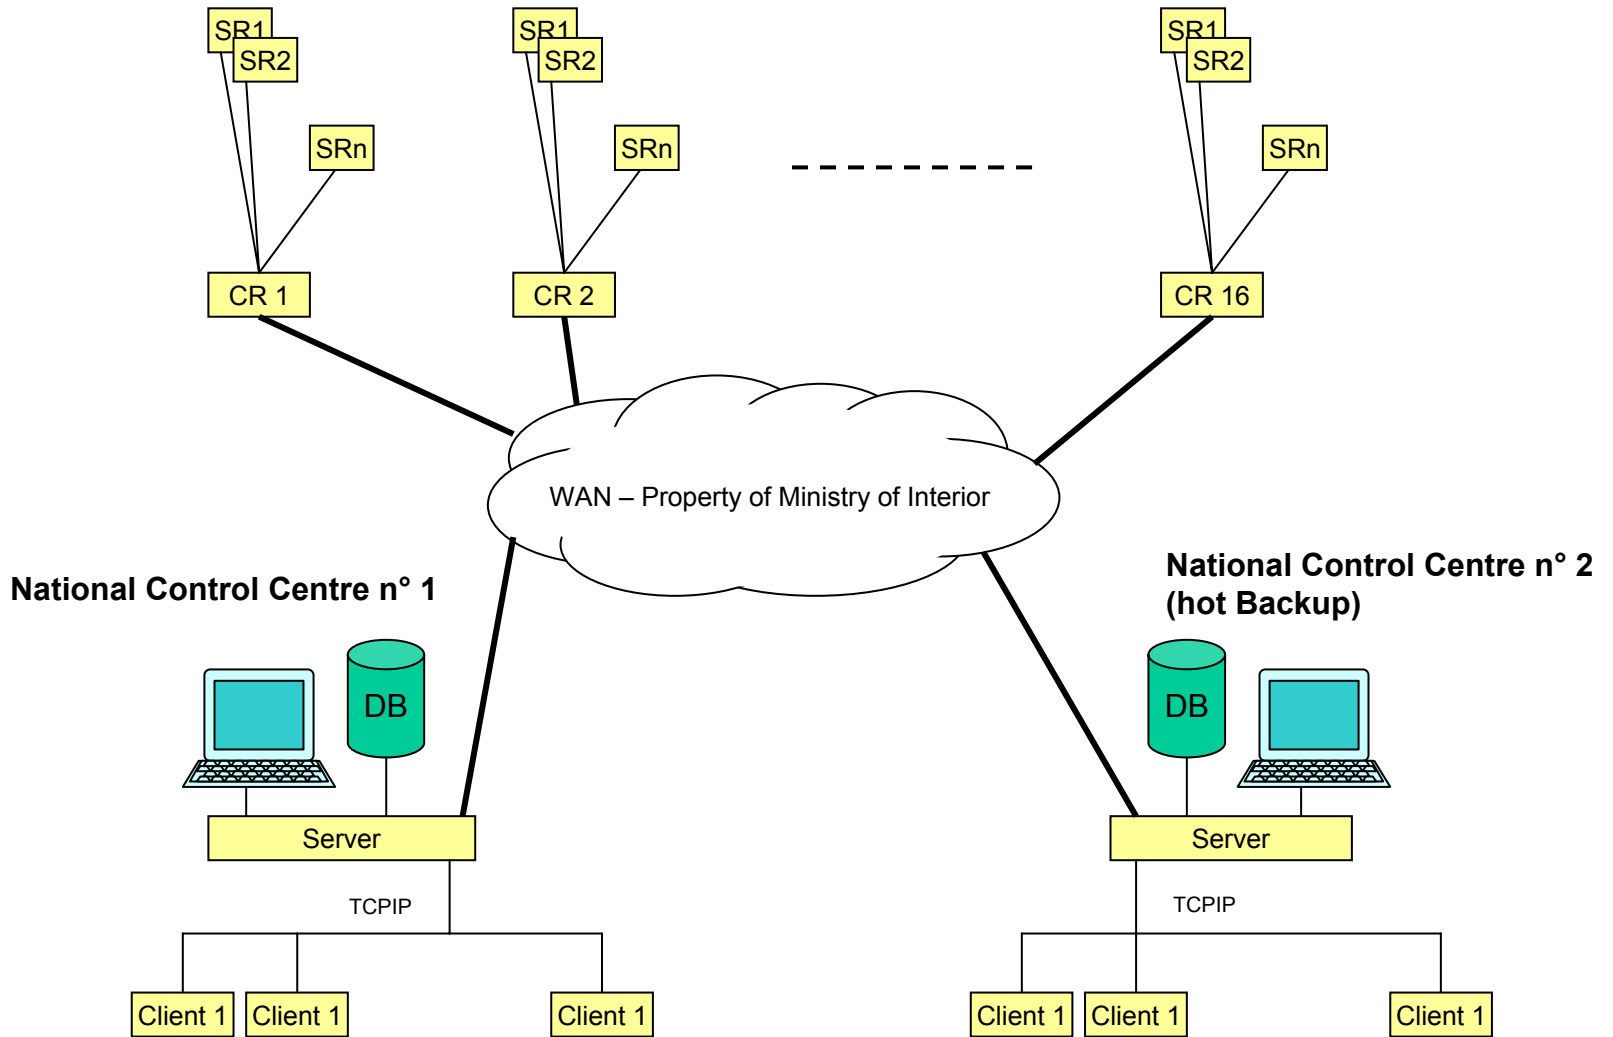 SR1
SR2
SRn
SR1
SR2
SRn
SR1
SR2
SRn
CR 1
CR 2
CR 16
WAN – Property of Ministry of Interior
National Control Centre n° 1
National Control Centre n° 2
(hot Backup)
DB
DB
Server
Server
TCPIP
TCPIP
Client 1
Client 1
Client 1
Client 1
Client 1
Client 1